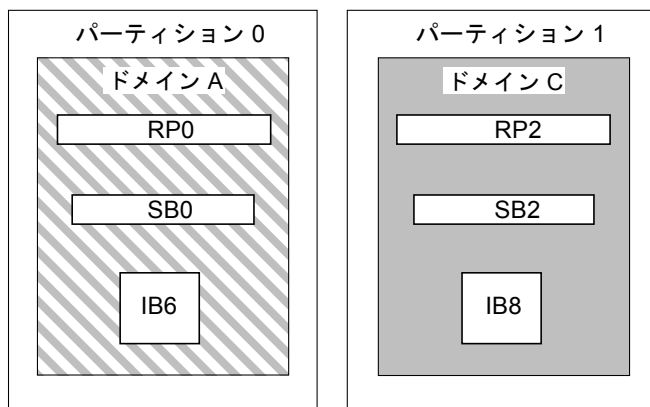 パーティション 0
ドメイン A
RP0
SB0
IB6
パーティション 1
ドメイン C
RP2
SB2
IB8